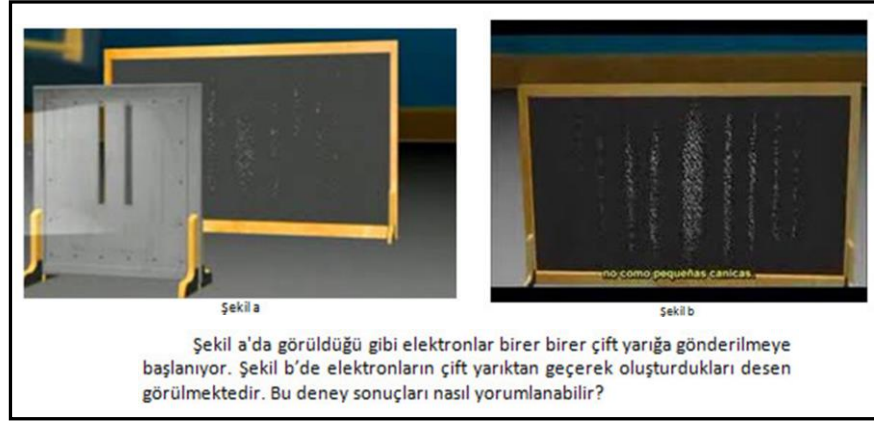 no como pequeñas canicas
Şekil a
Şekil b
Şekil a'da görüldüğü gibi elektronlar birer birer çift yarığa gönderilmeye
başlanıyor. Şekil b’de elektronların çift yarıktan geçerek oluşturdukları desen
görülmektedir. Bu deney sonuçları nasıl yorumlanabilir?